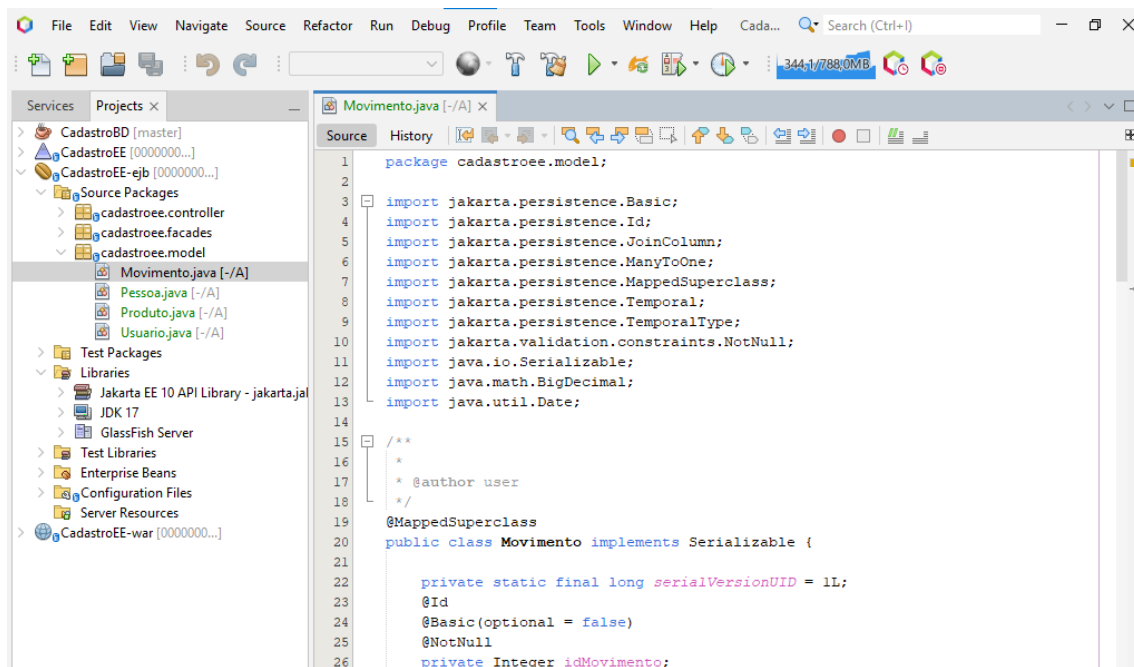 File Edit View Navigate Source Refactor Run Debug Profile Team Tools Window Help Cada... Search (Ctrl+I)
344,1/788,0MB
Services Projects
Movimento.java [-/A]
Source History
CadastroBD [master]
CadastroEE [0000000...]
CadastroEE-ejb [0000000...]
Source Packages
cadastroee.controller
cadastroee.facades
cadastroee.model
Movimento.java [-/A]
Pessoa.java [-/A]
Produto.java [-/A]
Usuario.java [-/A]
Test Packages
Libraries
Jakarta EE 10 API Library - jakarta.jal
JDK 17
GlassFish Server
Test Libraries
Enterprise Beans
Configuration Files
Server Resources
CadastroEE-war [0000000...]
1 package cadastroee.model;
2
3 import jakarta.persistence.Basic;
4 import jakarta.persistence.Id;
5 import jakarta.persistence.JoinColumn;
6 import jakarta.persistence.ManyToOne;
7 import jakarta.persistence.MappedSuperclass;
8 import jakarta.persistence.Temporal;
9 import jakarta.persistence.TemporalType;
10 import jakarta.validation.constraints.NotNull;
11 import java.io.Serializable;
12 import java.math.BigDecimal;
13 import java.util.Date;
14
15 /**
16 *
17 * @author user
18 */
19 @MappedSuperclass
20 public class Movimento implements Serializable {
21
22 private static final long serialVersionUID = 1L;
23 @Id
24 @Basic(optional = false)
25 @NotNull
26 private Integer idMovimento;